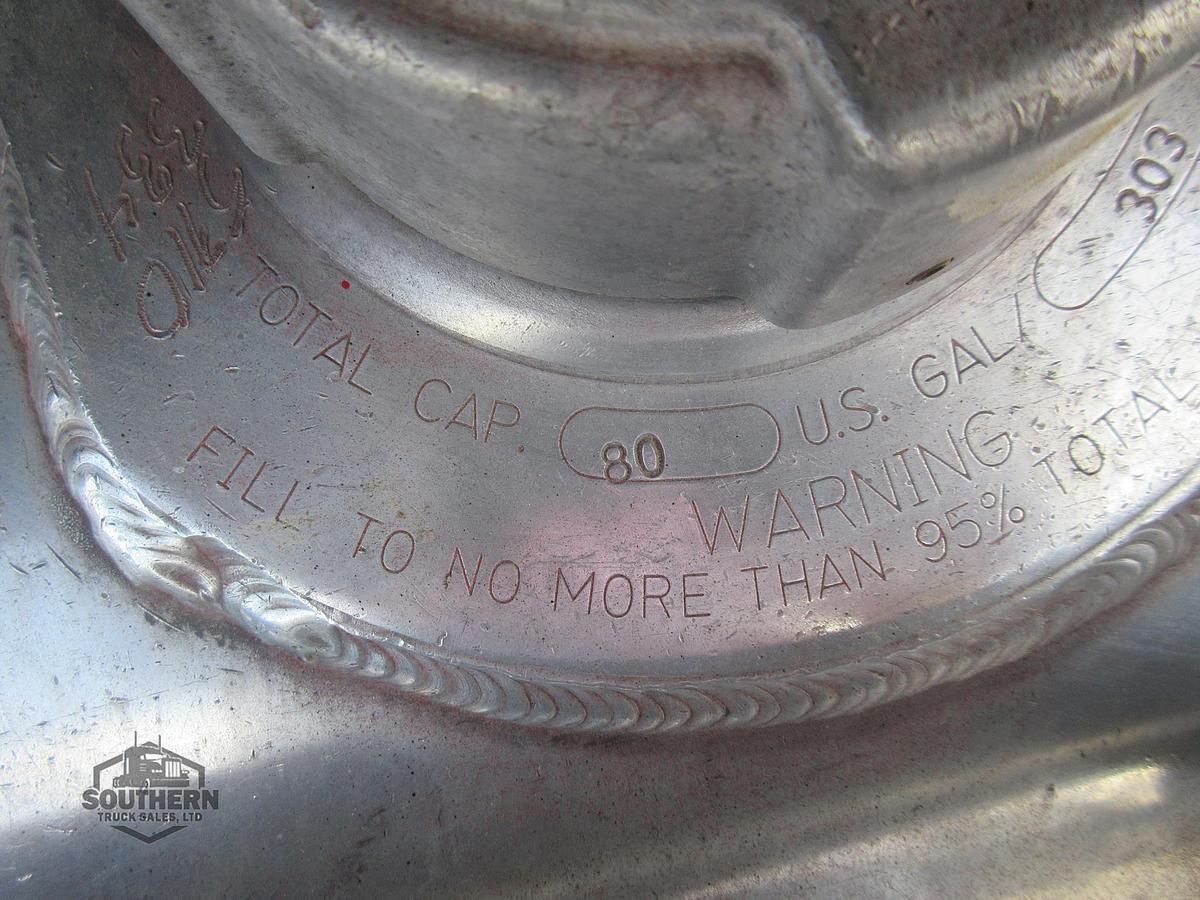 TOTAL CAP. 80 U.S. GAL/ 303
WARNING.
FILL TO NO MORE THAN 95% TOTAL
SOUTHERN
TRUCK SALES, LTD